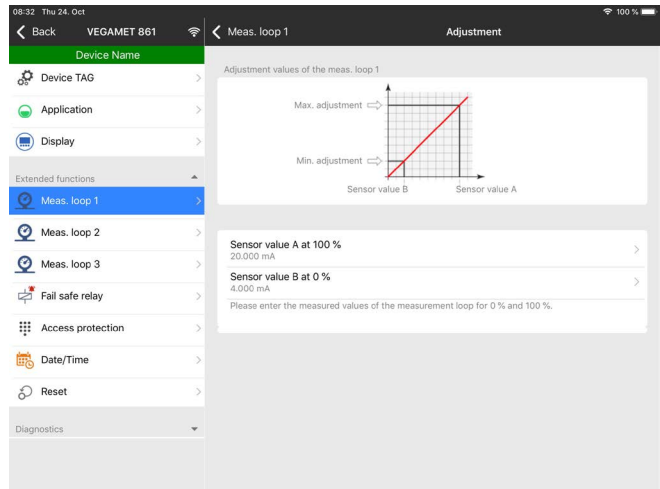 08:32 Thu 24. Oct
100 %
Back
VEGAMET 861
Meas. loop 1
Adjustment
Device Name
Device TAG
Application
Display
Extended functions
Meas. loop 1
Meas. loop 2
Meas. loop 3
Fail safe relay
Access protection
Date/Time
Reset
Diagnostics
Adjustment values of the meas. loop 1
Max. adjustment
Min. adjustment
Sensor value B
Sensor value A
Sensor value A at 100 %
20.000 mA
Sensor value B at 0 %
4.000 mA
Please enter the measured values of the measurement loop for 0 % and 100 %.